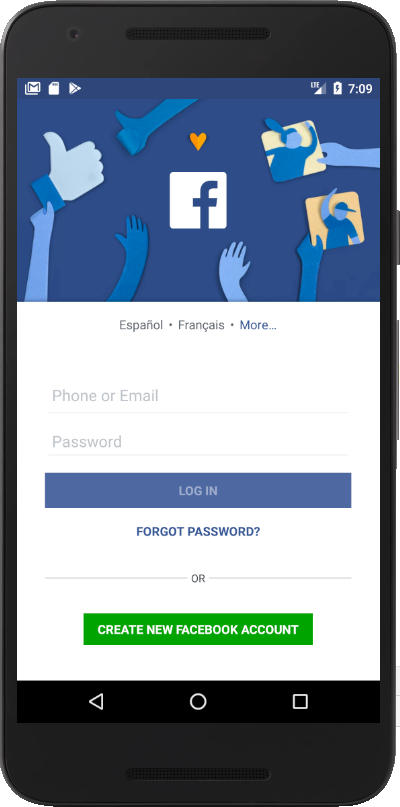 LTE 7:09
f
Español • Français • More...
Phone or Email
Password
LOG IN
FORGOT PASSWORD?
OR
CREATE NEW FACEBOOK ACCOUNT